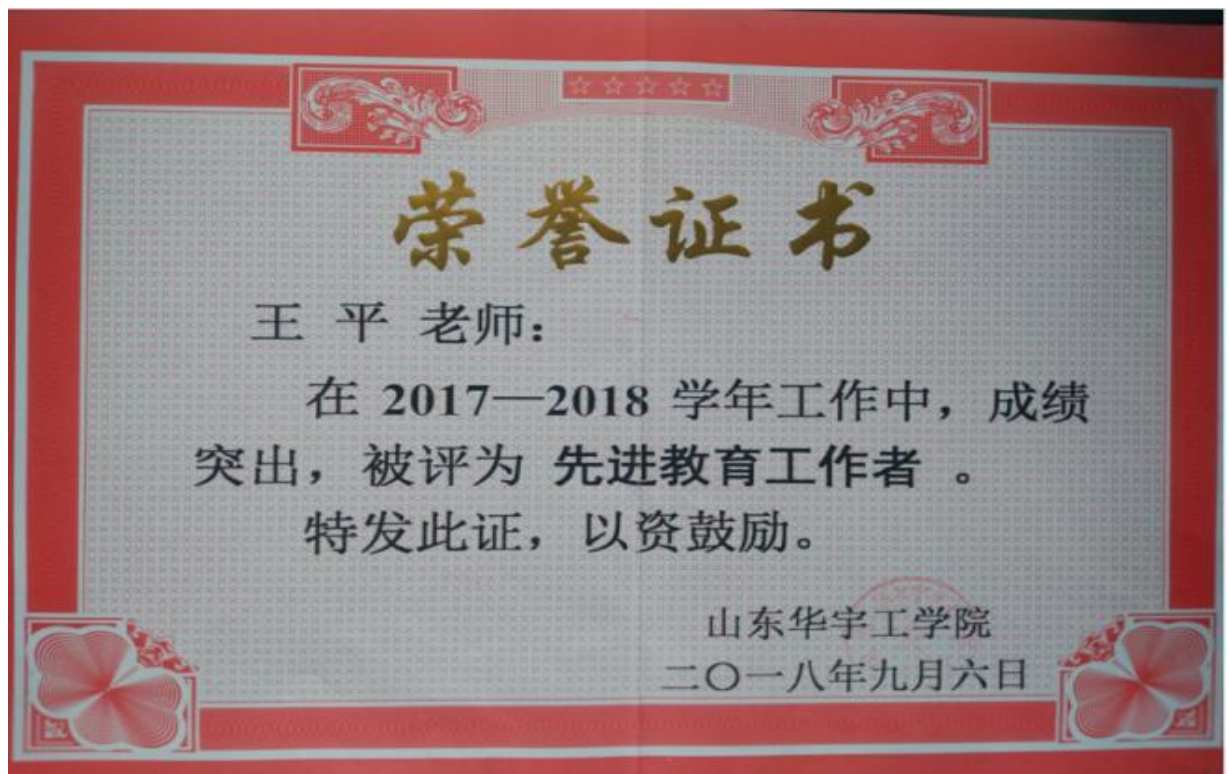 荣誉证书
王 平 老师：
在 2017—2018 学年工作中，成绩
突出，被评为 先进教育工作者 。
特发此证，以资鼓励。
山东华宇工学院
二〇一八年九月六日